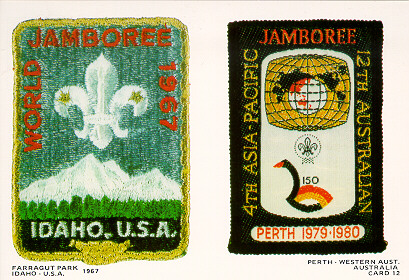 WORLD JAMBOREE 1967
IDAHO, U.S.A.
FARRAGUT PARK 1967
IDAHO - U.S.A.
4TH ASIA-PACIFIC JAMBOREE 12TH AUSTRALIAN
150
PERTH 1979-1980
PERTH - WESTERN AUST.
AUSTRALIA
CARD 12